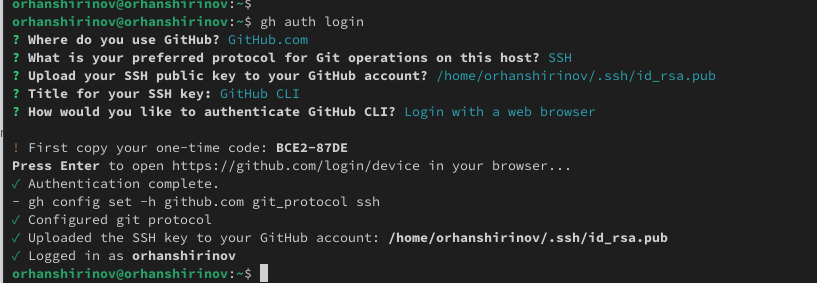 orhanshirinov@orhanshirinov:~$
orhanshirinov@orhanshirinov:~$ gh auth login
? Where do you use GitHub? GitHub.com
? What is your preferred protocol for Git operations on this host? SSH
? Upload your SSH public key to your GitHub account? /home/orhanshirinov/.ssh/id_rsa.pub
? Title for your SSH key: GitHub CLI
? How would you like to authenticate GitHub CLI? Login with a web browser
! First copy your one-time code: BCE2-87DE
Press Enter to open https://github.com/login/device in your browser...
✓ Authentication complete.
- gh config set -h github.com git_protocol ssh
✓ Configured git protocol
✓ Uploaded the SSH key to your GitHub account: /home/orhanshirinov/.ssh/id_rsa.pub
✓ Logged in as orhanshirinov
orhanshirinov@orhanshirinov:~$